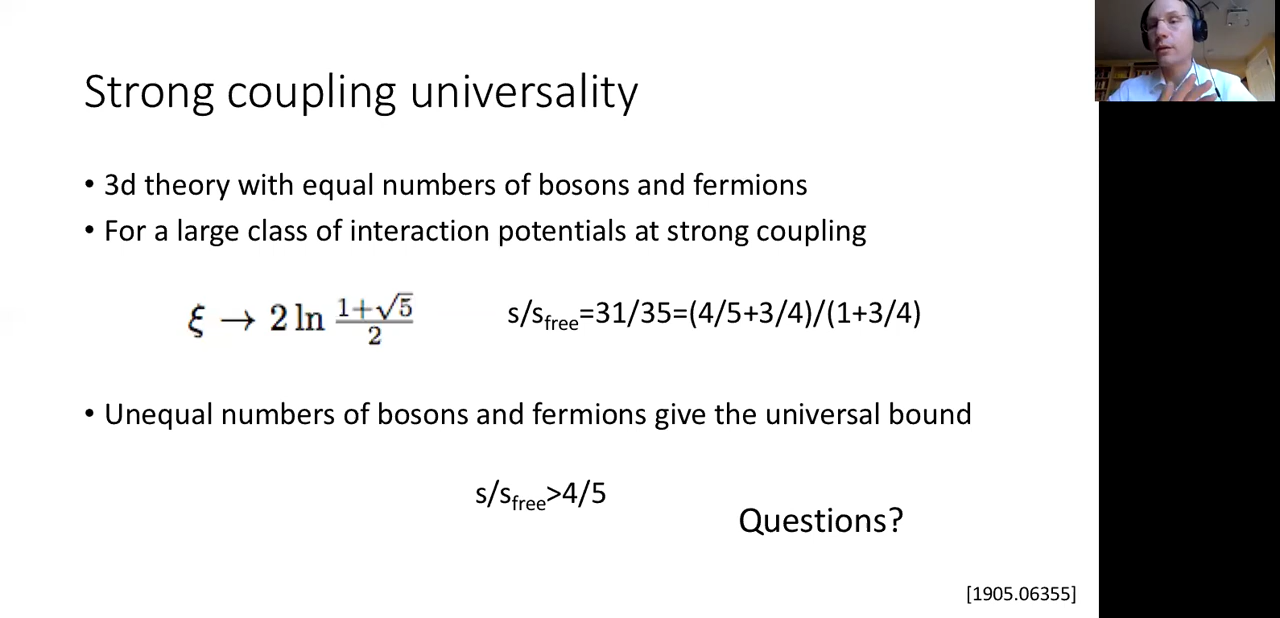 Strong coupling universality
• 3d theory with equal numbers of bosons and fermions
• For a large class of interaction potentials at strong coupling
ξ → 2 ln (1+√5)/2 s/s_free=31/35=(4/5+3/4)/(1+3/4)
• Unequal numbers of bosons and fermions give the universal bound
s/s_free>4/5
Questions?
[1905.06355]